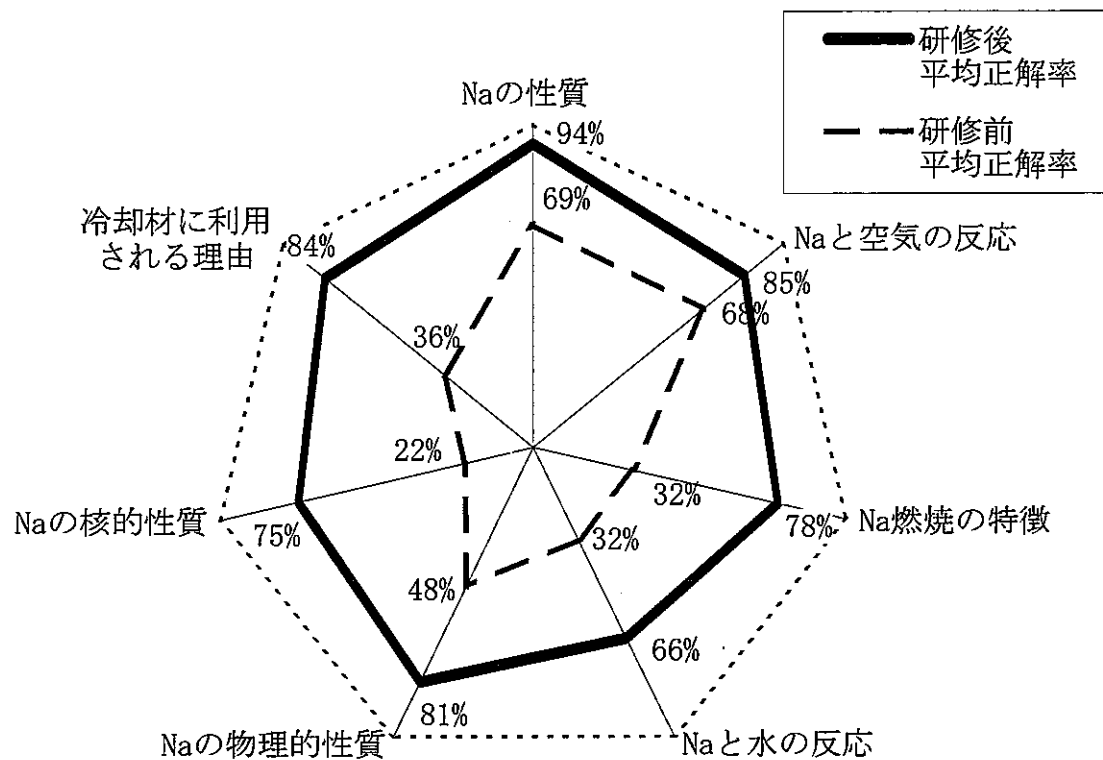 研修後
平均正解率
研修前
平均正解率
Naの性質
94%
69%
冷却材に利用
される理由
84%
Naと空気の反応
85%
68%
36%
22%
32%
Naの核的性質
75%
Na燃焼の特徴
78%
32%
48%
66%
81%
Naの物理的性質
Naと水の反応